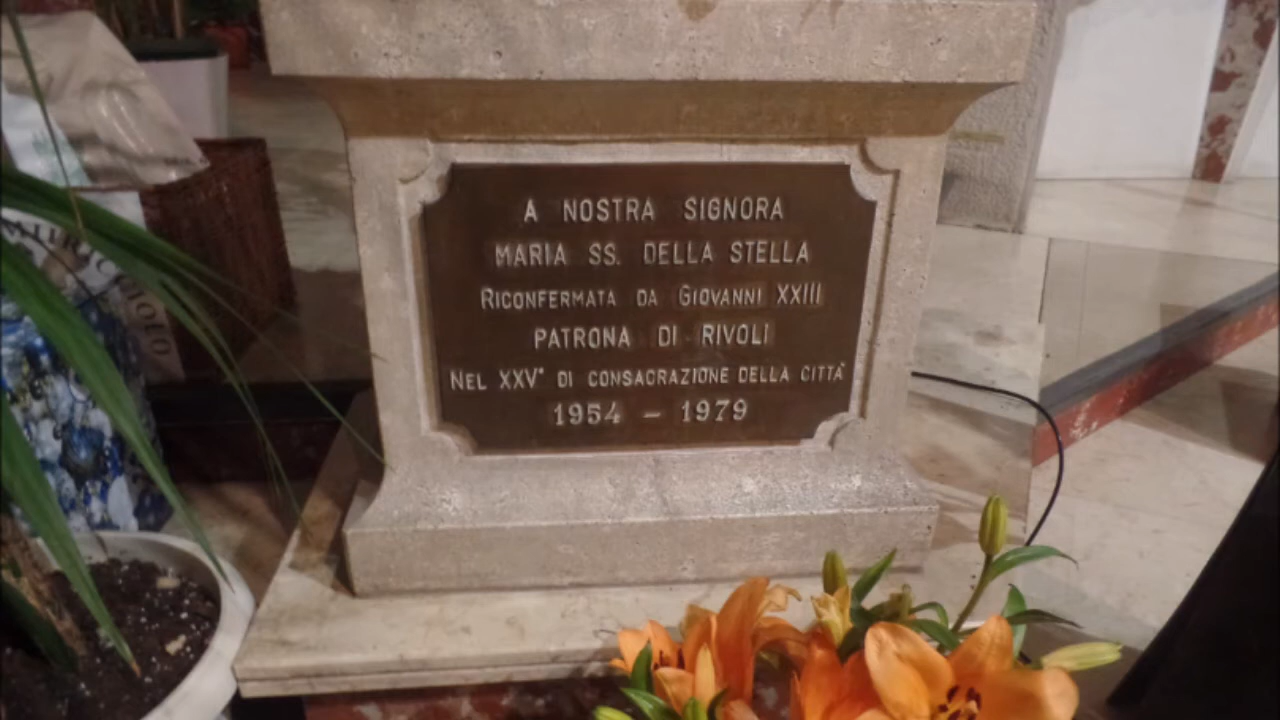 A NOSTRA SIGNORA
MARIA SS. DELLA STELLA
RICONFERMATA DA GIOVANNI XXIII
PATRONA DI RIVOLI
NEL XXV° DI CONSACRAZIONE DELLA CITTÀ
1954 - 1979